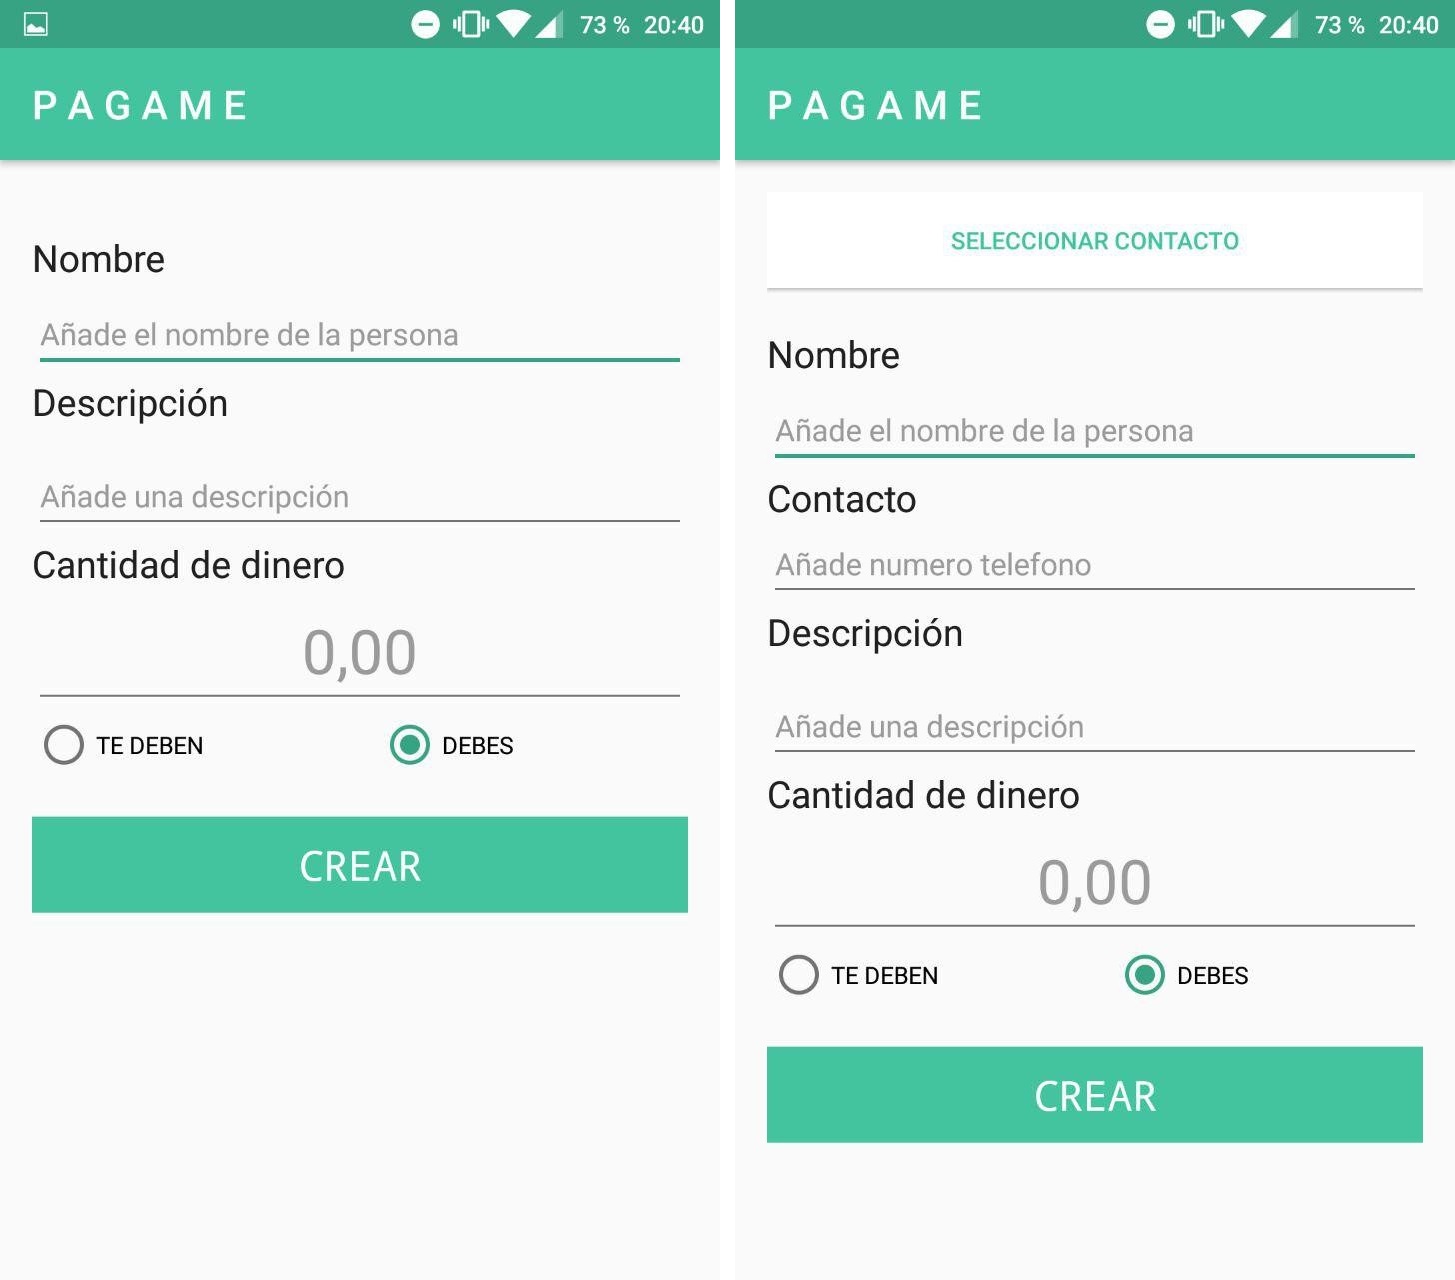 73 % 20:40
PAGAME
Nombre
Añade el nombre de la persona
Descripción
Añade una descripción
Cantidad de dinero
0,00
TE DEBEN DEBES
CREAR
73 % 20:40
PAGAME
SELECCIONAR CONTACTO
Nombre
Añade el nombre de la persona
Contacto
Añade numero telefono
Descripción
Añade una descripción
Cantidad de dinero
0,00
TE DEBEN DEBES
CREAR